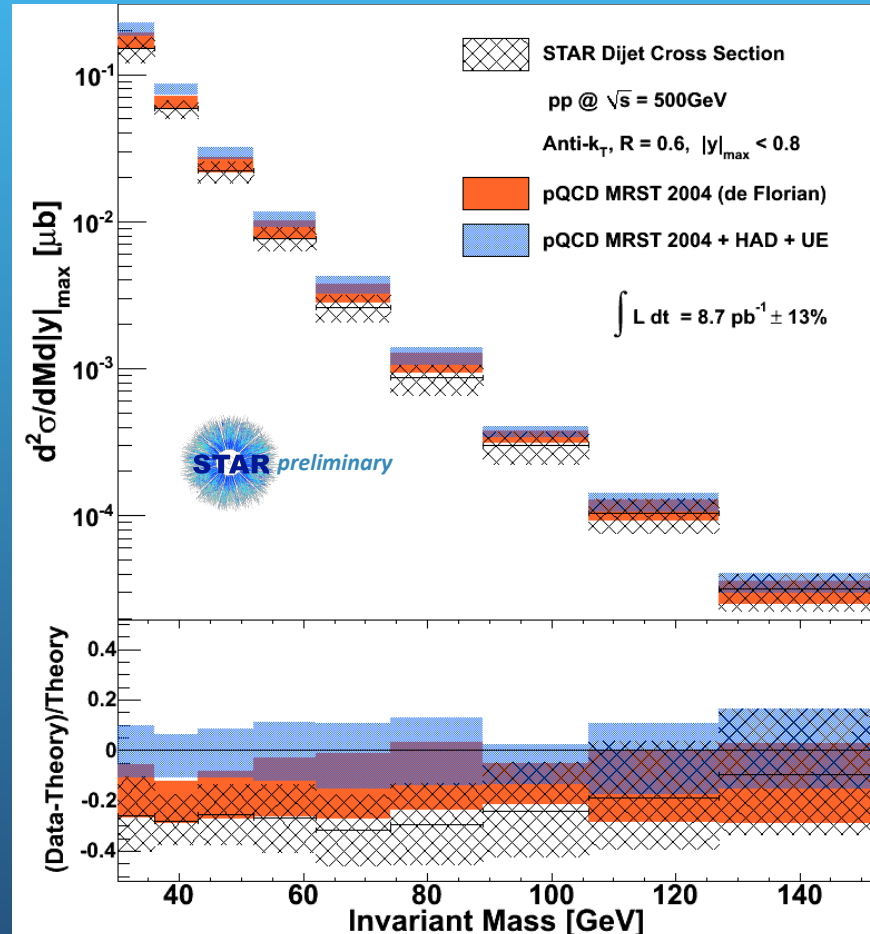 STAR Dijet Cross Section
pp @ √s = 500GeV
Anti-k_T, R = 0.6, |y|_max < 0.8
pQCD MRST 2004 (de Florian)
pQCD MRST 2004 + HAD + UE
∫ L dt = 8.7 pb⁻¹ ± 13%
d²σ/dMd|y|_max [μb]
10⁻¹
10⁻²
10⁻³
10⁻⁴
STAR preliminary
(Data-Theory)/Theory
0.4
0.2
0
-0.2
-0.4
40 60 80 100 120 140
Invariant Mass [GeV]